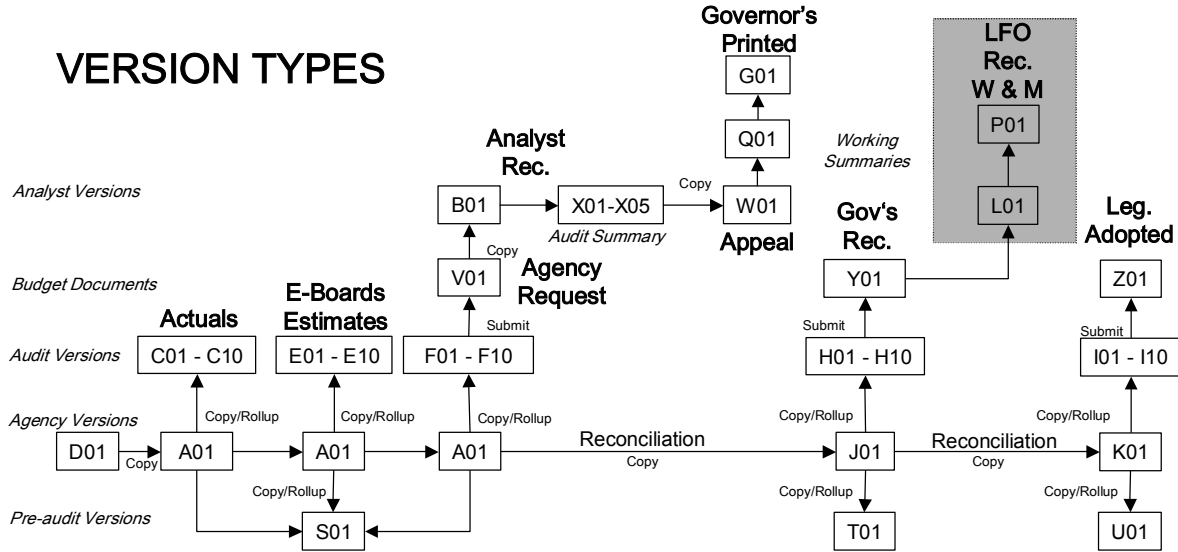 VERSION TYPES
Governor's
Printed
G01
Q01
LFO
Rec.
W & M
P01
Working
Summaries
Analyst
Rec.
Analyst Versions
B01
X01-X05
Copy
W01
L01
Audit Summary
Appeal
Gov's
Rec.
Leg.
Adopted
Copy
Budget Documents
V01
Agency
Request
Y01
Z01
Actuals
E-Boards
Estimates
Submit
Submit
Submit
Audit Versions
C01 - C10
E01 - E10
F01 - F10
H01 - H10
I01 - I10
Agency Versions
Copy/Rollup
Copy/Rollup
Copy/Rollup
Copy/Rollup
Copy/Rollup
D01
Copy
A01
A01
A01
Reconciliation
Copy
J01
Reconciliation
Copy
K01
Copy/Rollup
Copy/Rollup
Copy/Rollup
Pre-audit Versions
S01
T01
U01